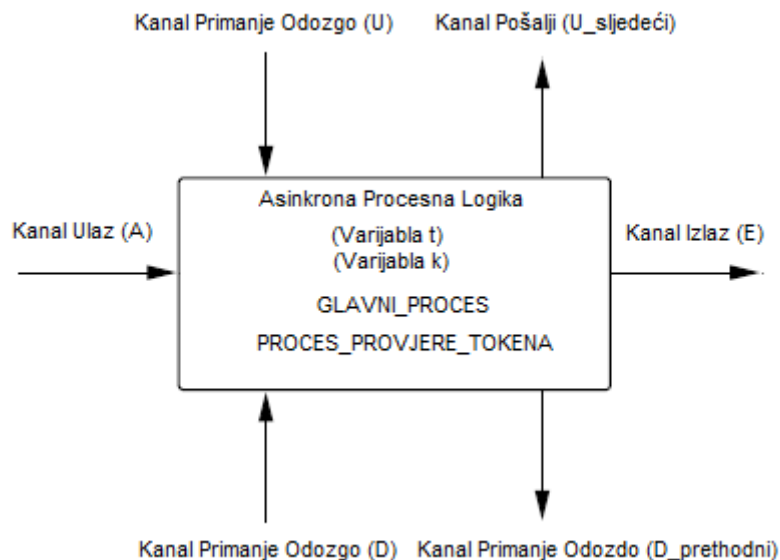 Kanal Primanje Odozgo (U)
Kanal Pošalji (U_sljedeći)
Asinkrona Procesna Logika
Kanal Ulaz (A)
(Varijabla t)
Kanal Izlaz (E)
(Varijabla k)
GLAVNI_PROCES
PROCES_PROVJERE_TOKENA
Kanal Primanje Odozgo (D)
Kanal Primanje Odozdo (D_prethodni)